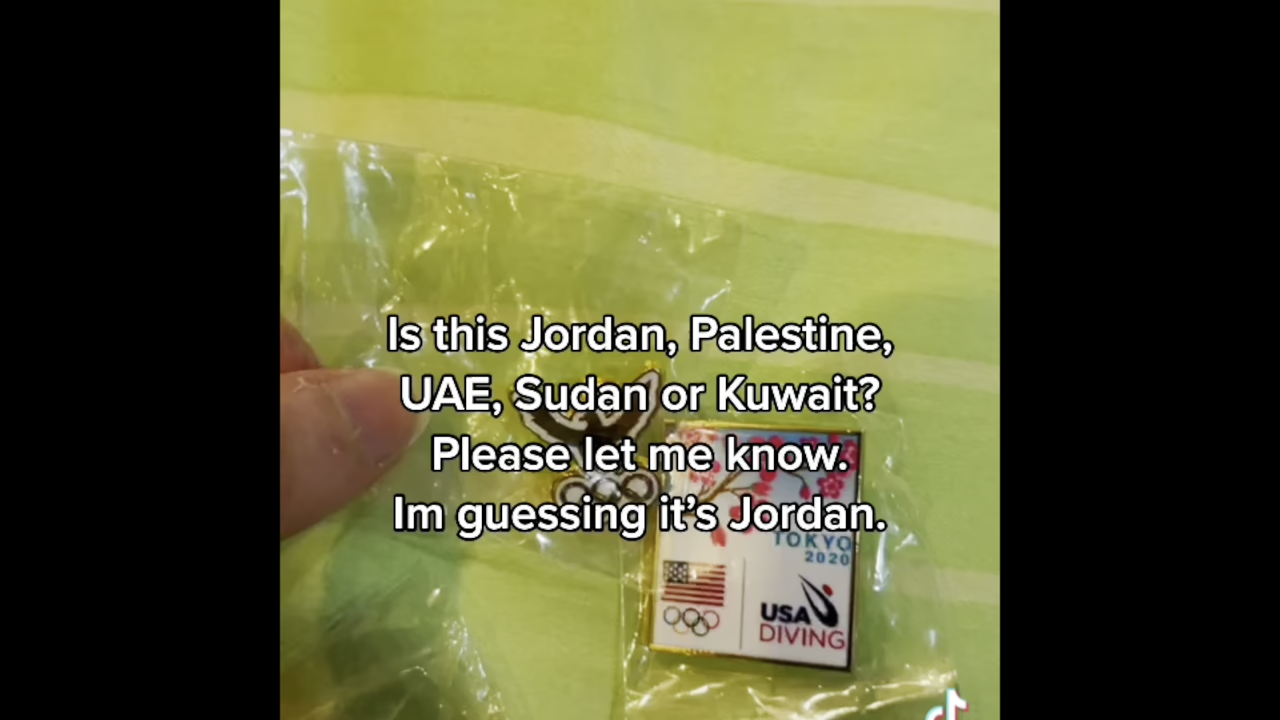 Is this Jordan, Palestine,
UAE, Sudan or Kuwait?
Please let me know.
Im guessing it’s Jordan.
TOKYO
2020
USA
DIVING